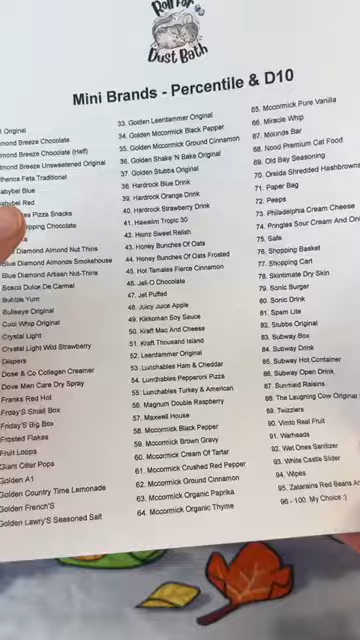 Roll For
Dust Bath
Mini Brands - Percentile & D10
Original
mond Breeze Chocolate
mond Breeze Chocolate (Half)
mond Breeze Unsweetened Original
thenos Feta Traditional
abybel Blue
abybel Red
es Pizza Snacks
pping Chocolate
Blue Diamond Almond Nut Thins
Blue Diamond Almonds Smokehouse
Blue Diamond Artisan Nut-Thins
Bosco Dulce De Carmel
Bubble Yum
Bullseye Original
Cool Whip Original
Crystal Light
Crystal Light Wild Strawberry
Diapers
Dose & Co Collegen Creamer
Dove Men Care Dry Spray
Franks Red Hot
Friday'S Small Box
Friday'S Big Box
Frosted Flakes
Fruit Loops
Giant Citter Pops
Golden A1
Golden Country Time Lemonade
Golden French'S
Golden Lawry'S Seasoned Salt
33. Golden Leerdammer Original
34. Golden Mccormick Black Pepper
35. Golden Mccormick Ground Cinnamon
36. Golden Shake 'N Bake Original
37. Golden Stubbs Original
38. Hardrock Blue Drink
39. Hardrock Orange Drink
40. Hardrock Strawberry Drink
41. Hawaiin Tropic 30
42. Heinz Sweet Relish
43. Honey Bunches Of Oats
44. Honey Bunches Of Oats Frosted
45. Hot Tamales Fierce Cinnamon
46. Jell-O Chocolate
47. Jet Puffed
48. Juicy Juice Apple
49. Kikkoman Soy Sauce
50. Kraft Mac And Cheese
51. Kraft Thousand Island
52. Leerdammer Original
53. Lunchables Ham & Cheddar
54. Lunchables Pepperoni Pizza
55. Lunchables Turkey & American
56. Magnum Double Raspberry
57. Maxwell House
58. Mccormick Black Pepper
59. Mccormick Brown Gravy
60. Mccormick Cream Of Tartar
61. Mccormick Crushed Red Pepper
62. Mccormick Ground Cinnamon
63. Mccormick Organic Paprika
64. Mccormick Organic Thyme
65. Mccormick Pure Vanilla
66. Miracle Whip
67. Mounds Bar
68. Nood Premium Cat Food
69. Old Bay Seasoning
70. Oreida Shredded Hashbrowns
71. Paper Bag
72. Peeps
73. Philadelphia Cream Cheese
74. Pringles Sour Cream And
75. Safe
76. Shopping Basket
77. Shopping Cart
78. Skintimate Dry Skin
79. Sonic Burger
80. Sonic Drink
81. Spam Lite
82. Stubbs Original
83. Subway Box
84. Subway Drink
85. Subway Hot Container
86. Subway Open Drink
87. Sunmaid Raisins
88. The Laughing Cow Original
89. Twizzlers
90. Vimto Real Fruit
91. Warheads
92. Wet Ones Sanitizer
93. White Castle Slider
94. Wipes
95. Zatarains Red Beans
96 - 100. My Choice :)